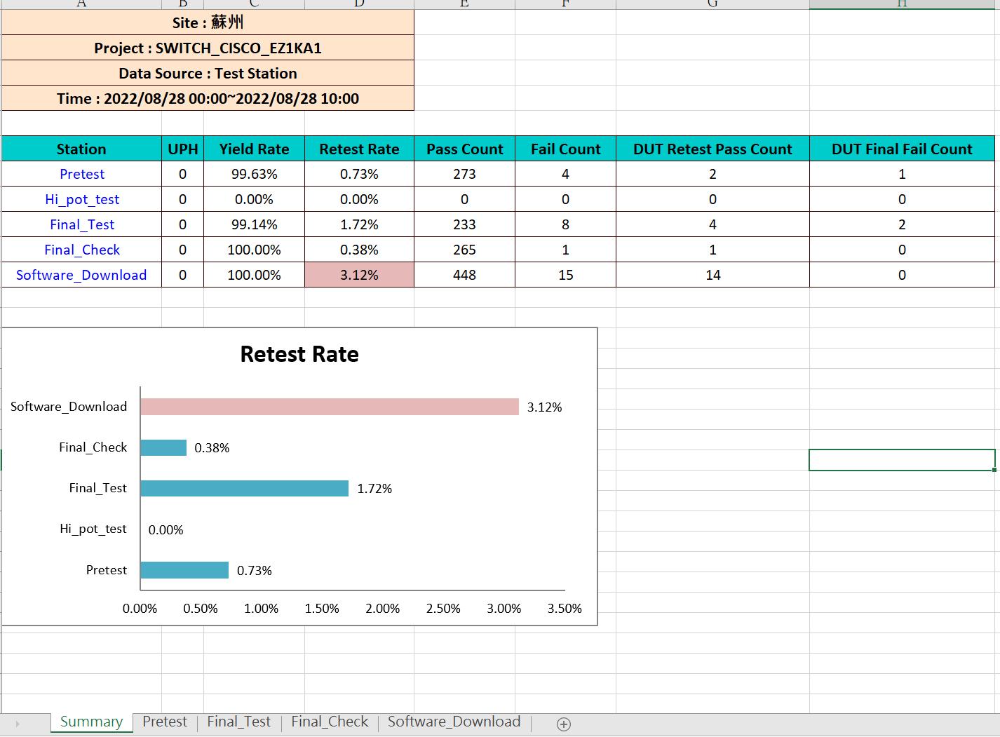 A B C D E F G H
Site : 蘇州
Project : SWITCH_CISCO_EZ1KA1
Data Source : Test Station
Time : 2022/08/28 00:00~2022/08/28 10:00
Station UPH Yield Rate Retest Rate Pass Count Fail Count DUT Retest Pass Count DUT Final Fail Count
Pretest 0 99.63% 0.73% 273 4 2 1
Hi_pot_test 0 0.00% 0.00% 0 0 0 0
Final_Test 0 99.14% 1.72% 233 8 4 2
Final_Check 0 100.00% 0.38% 265 1 1 0
Software_Download 0 100.00% 3.12% 448 15 14 0
Retest Rate
Software_Download 3.12%
Final_Check 0.38%
Final_Test 1.72%
Hi_pot_test 0.00%
Pretest 0.73%
0.00% 0.50% 1.00% 1.50% 2.00% 2.50% 3.00% 3.50%
Summary Pretest Final_Test Final_Check Software_Download